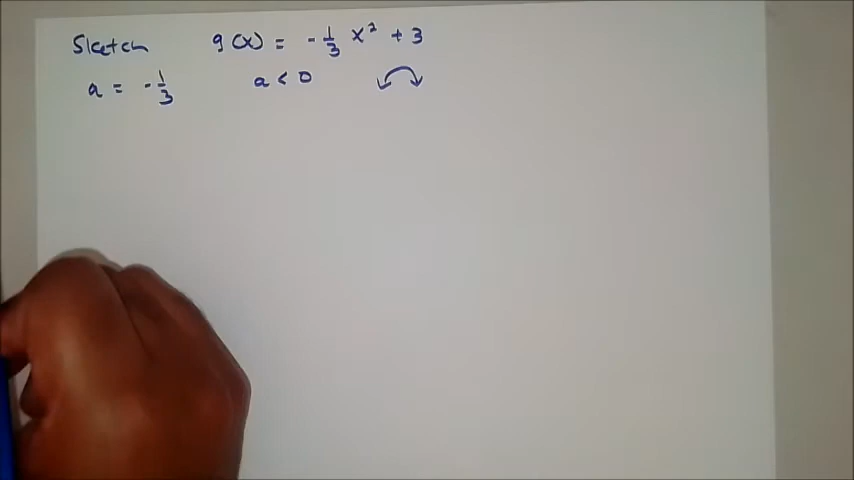 Sketch g(x) = -1/3 x² + 3
a = -1/3 a < 0